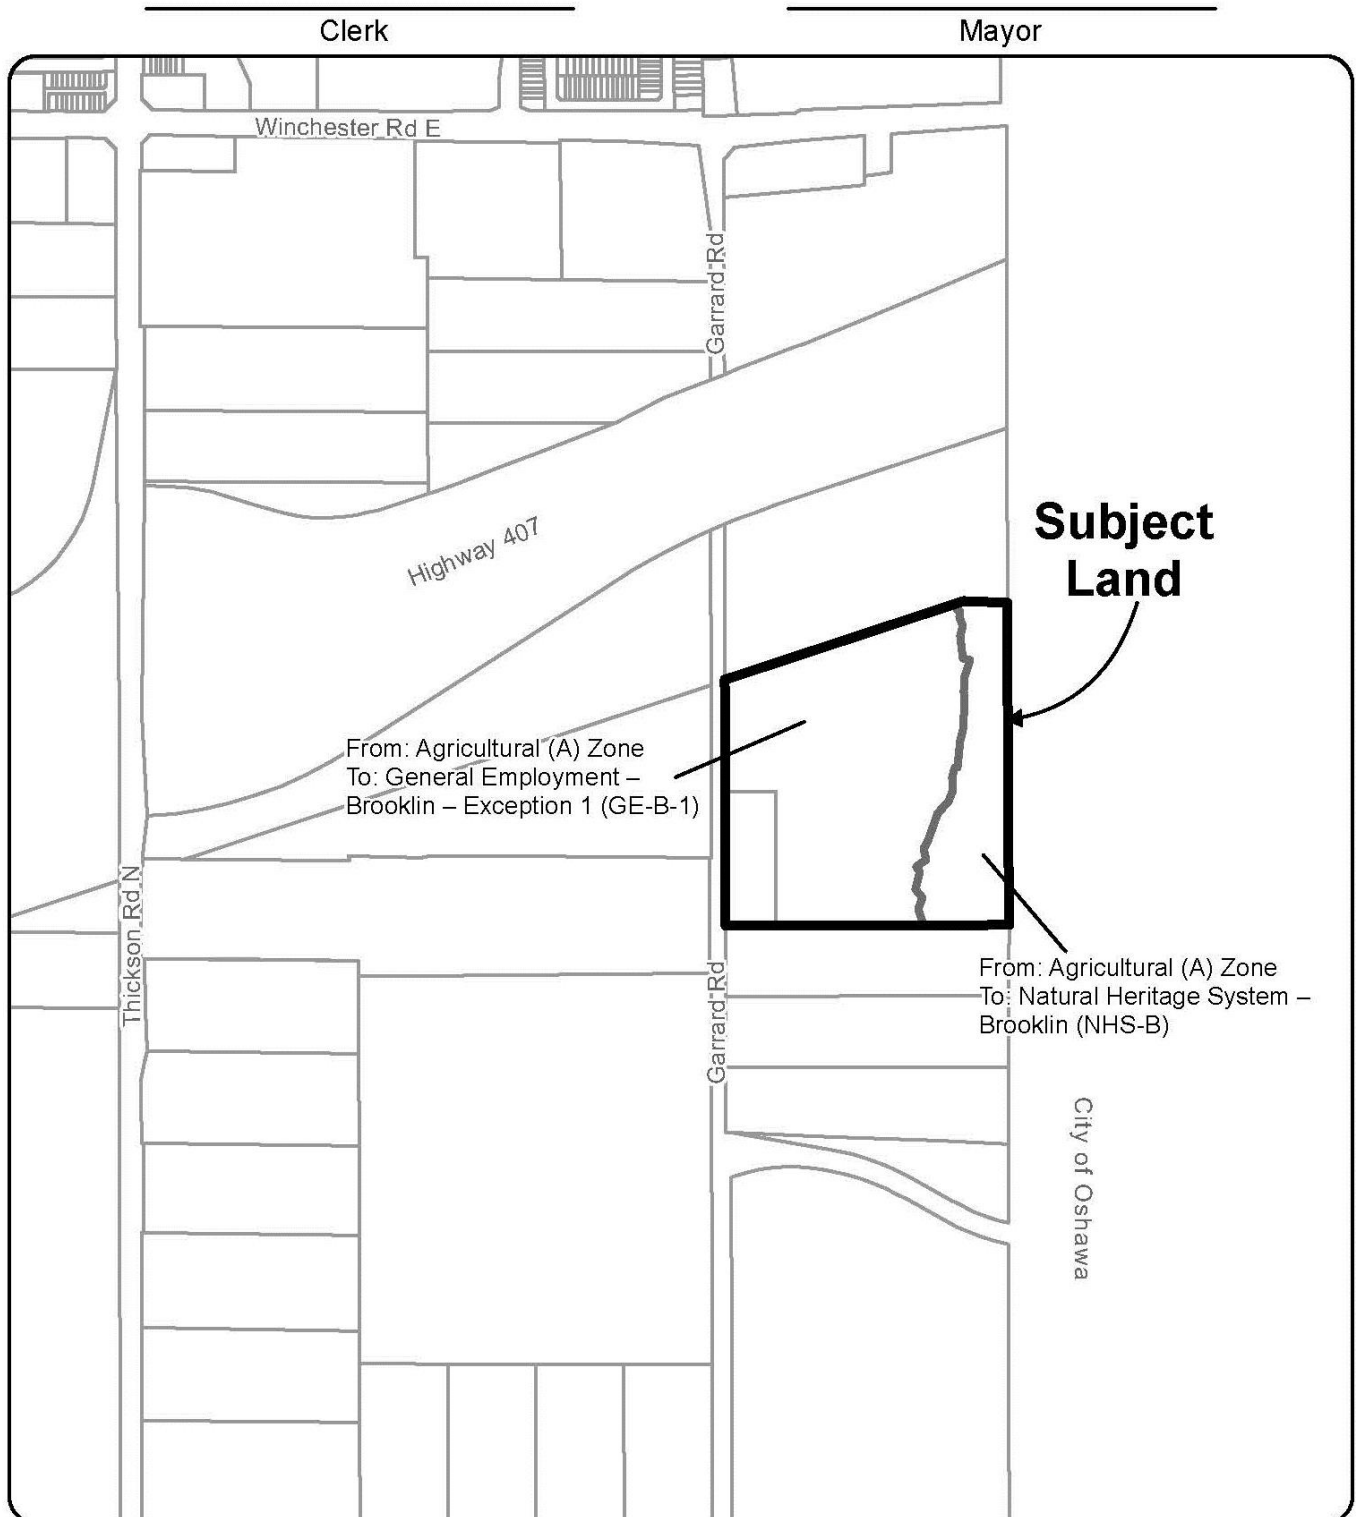 Clerk
Mayor
Winchester Rd E
Garrard Rd
Highway 407
Subject
Land
From: Agricultural (A) Zone
To: General Employment –
Brooklin – Exception 1 (GE-B-1)
Thickson Rd N
Garrard Rd
From: Agricultural (A) Zone
To: Natural Heritage System –
Brooklin (NHS-B)
City of Oshawa